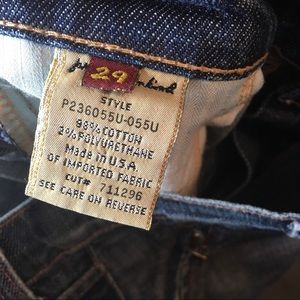 29
STYLE
P236055U-055U
98%COTTON
2%POLYURETHANE
Made in U.S.A.
OF IMPORTED FABRIC
CUT# 711296
SEE CARE ON REVERSE